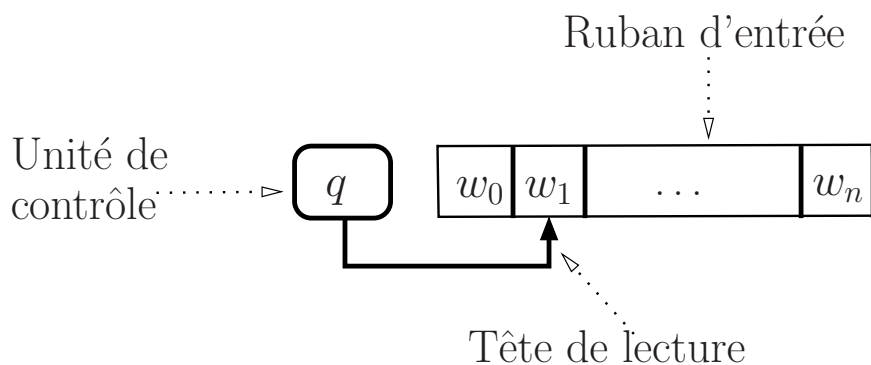 Ruban d'entrée
Unité de
contrôle
q
w₀ w₁ ... wₙ
Tête de lecture